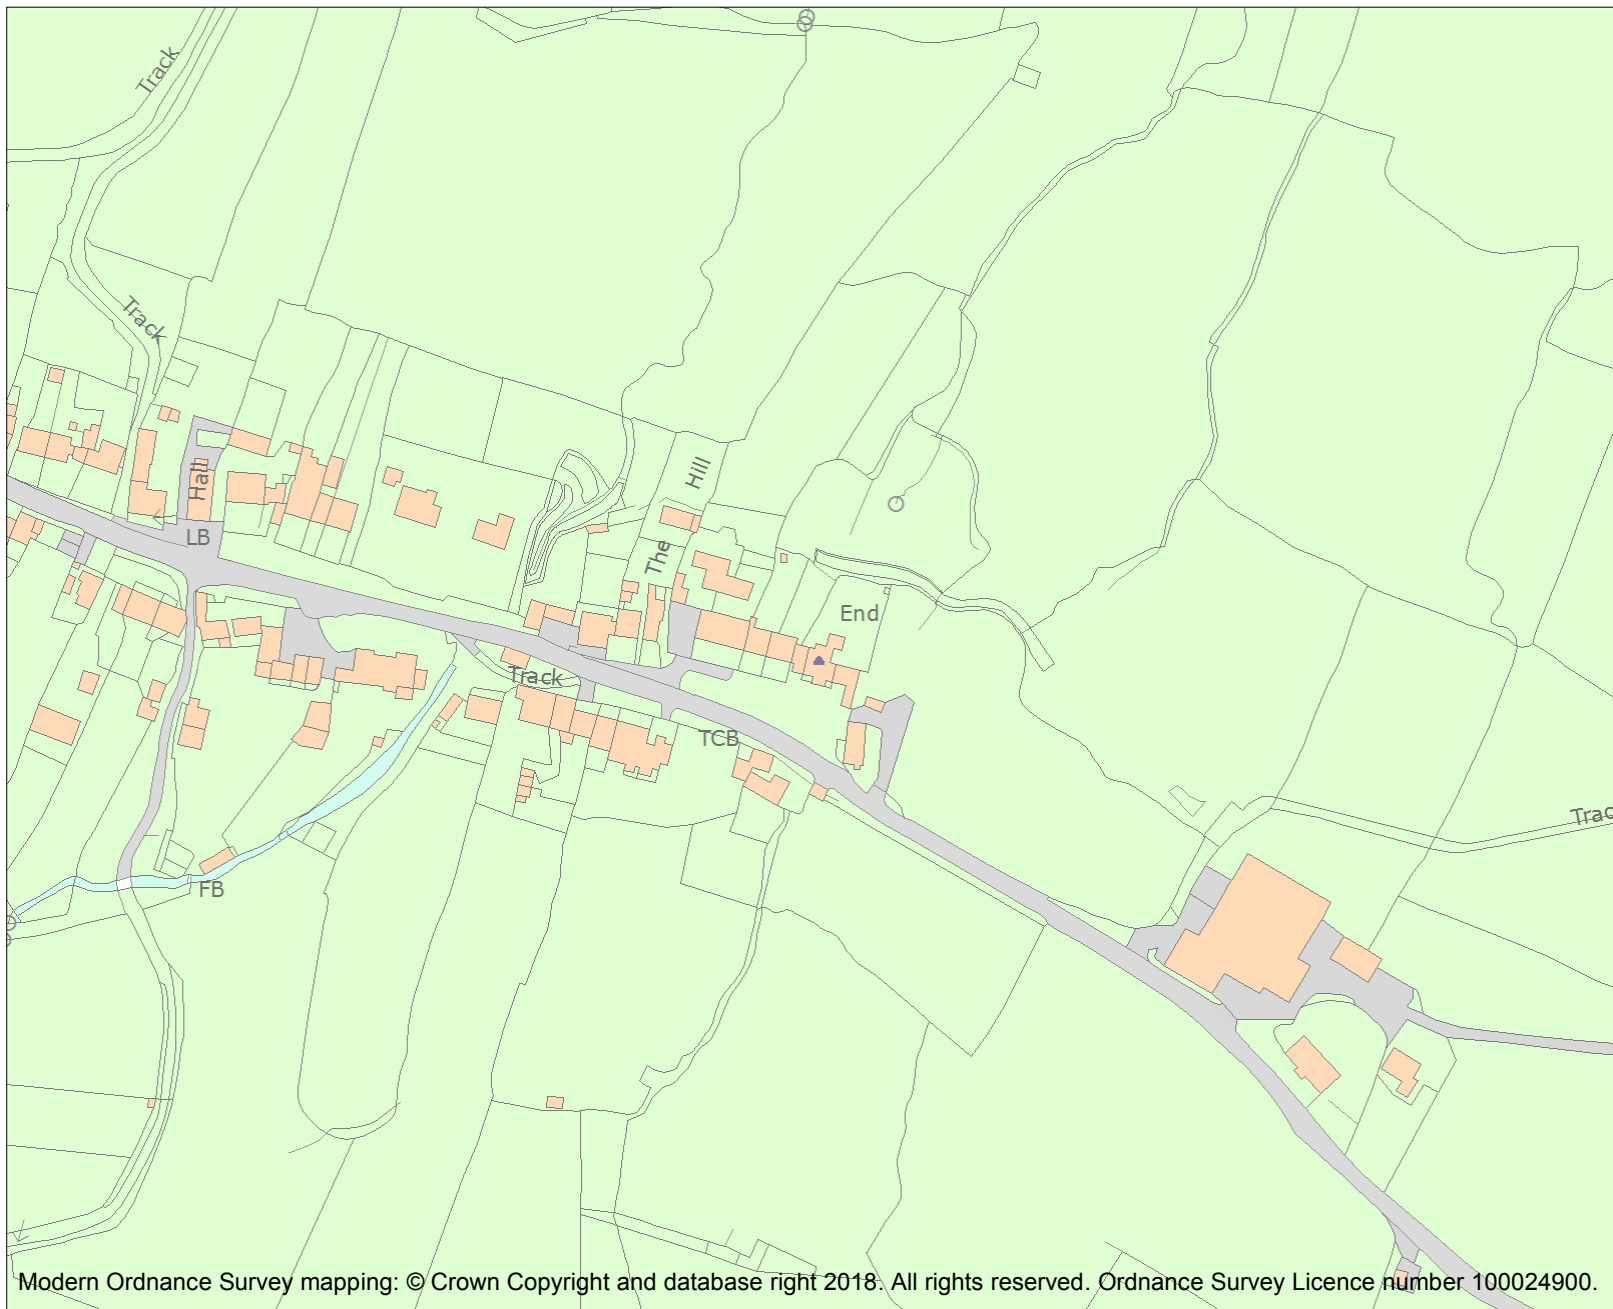 Track
Track
Hall
LB
The Hill
End
Track
TCB
FB
Trac
Modern Ordnance Survey mapping: © Crown Copyright and database right 2018. All rights reserved. Ordnance Survey Licence number 100024900.